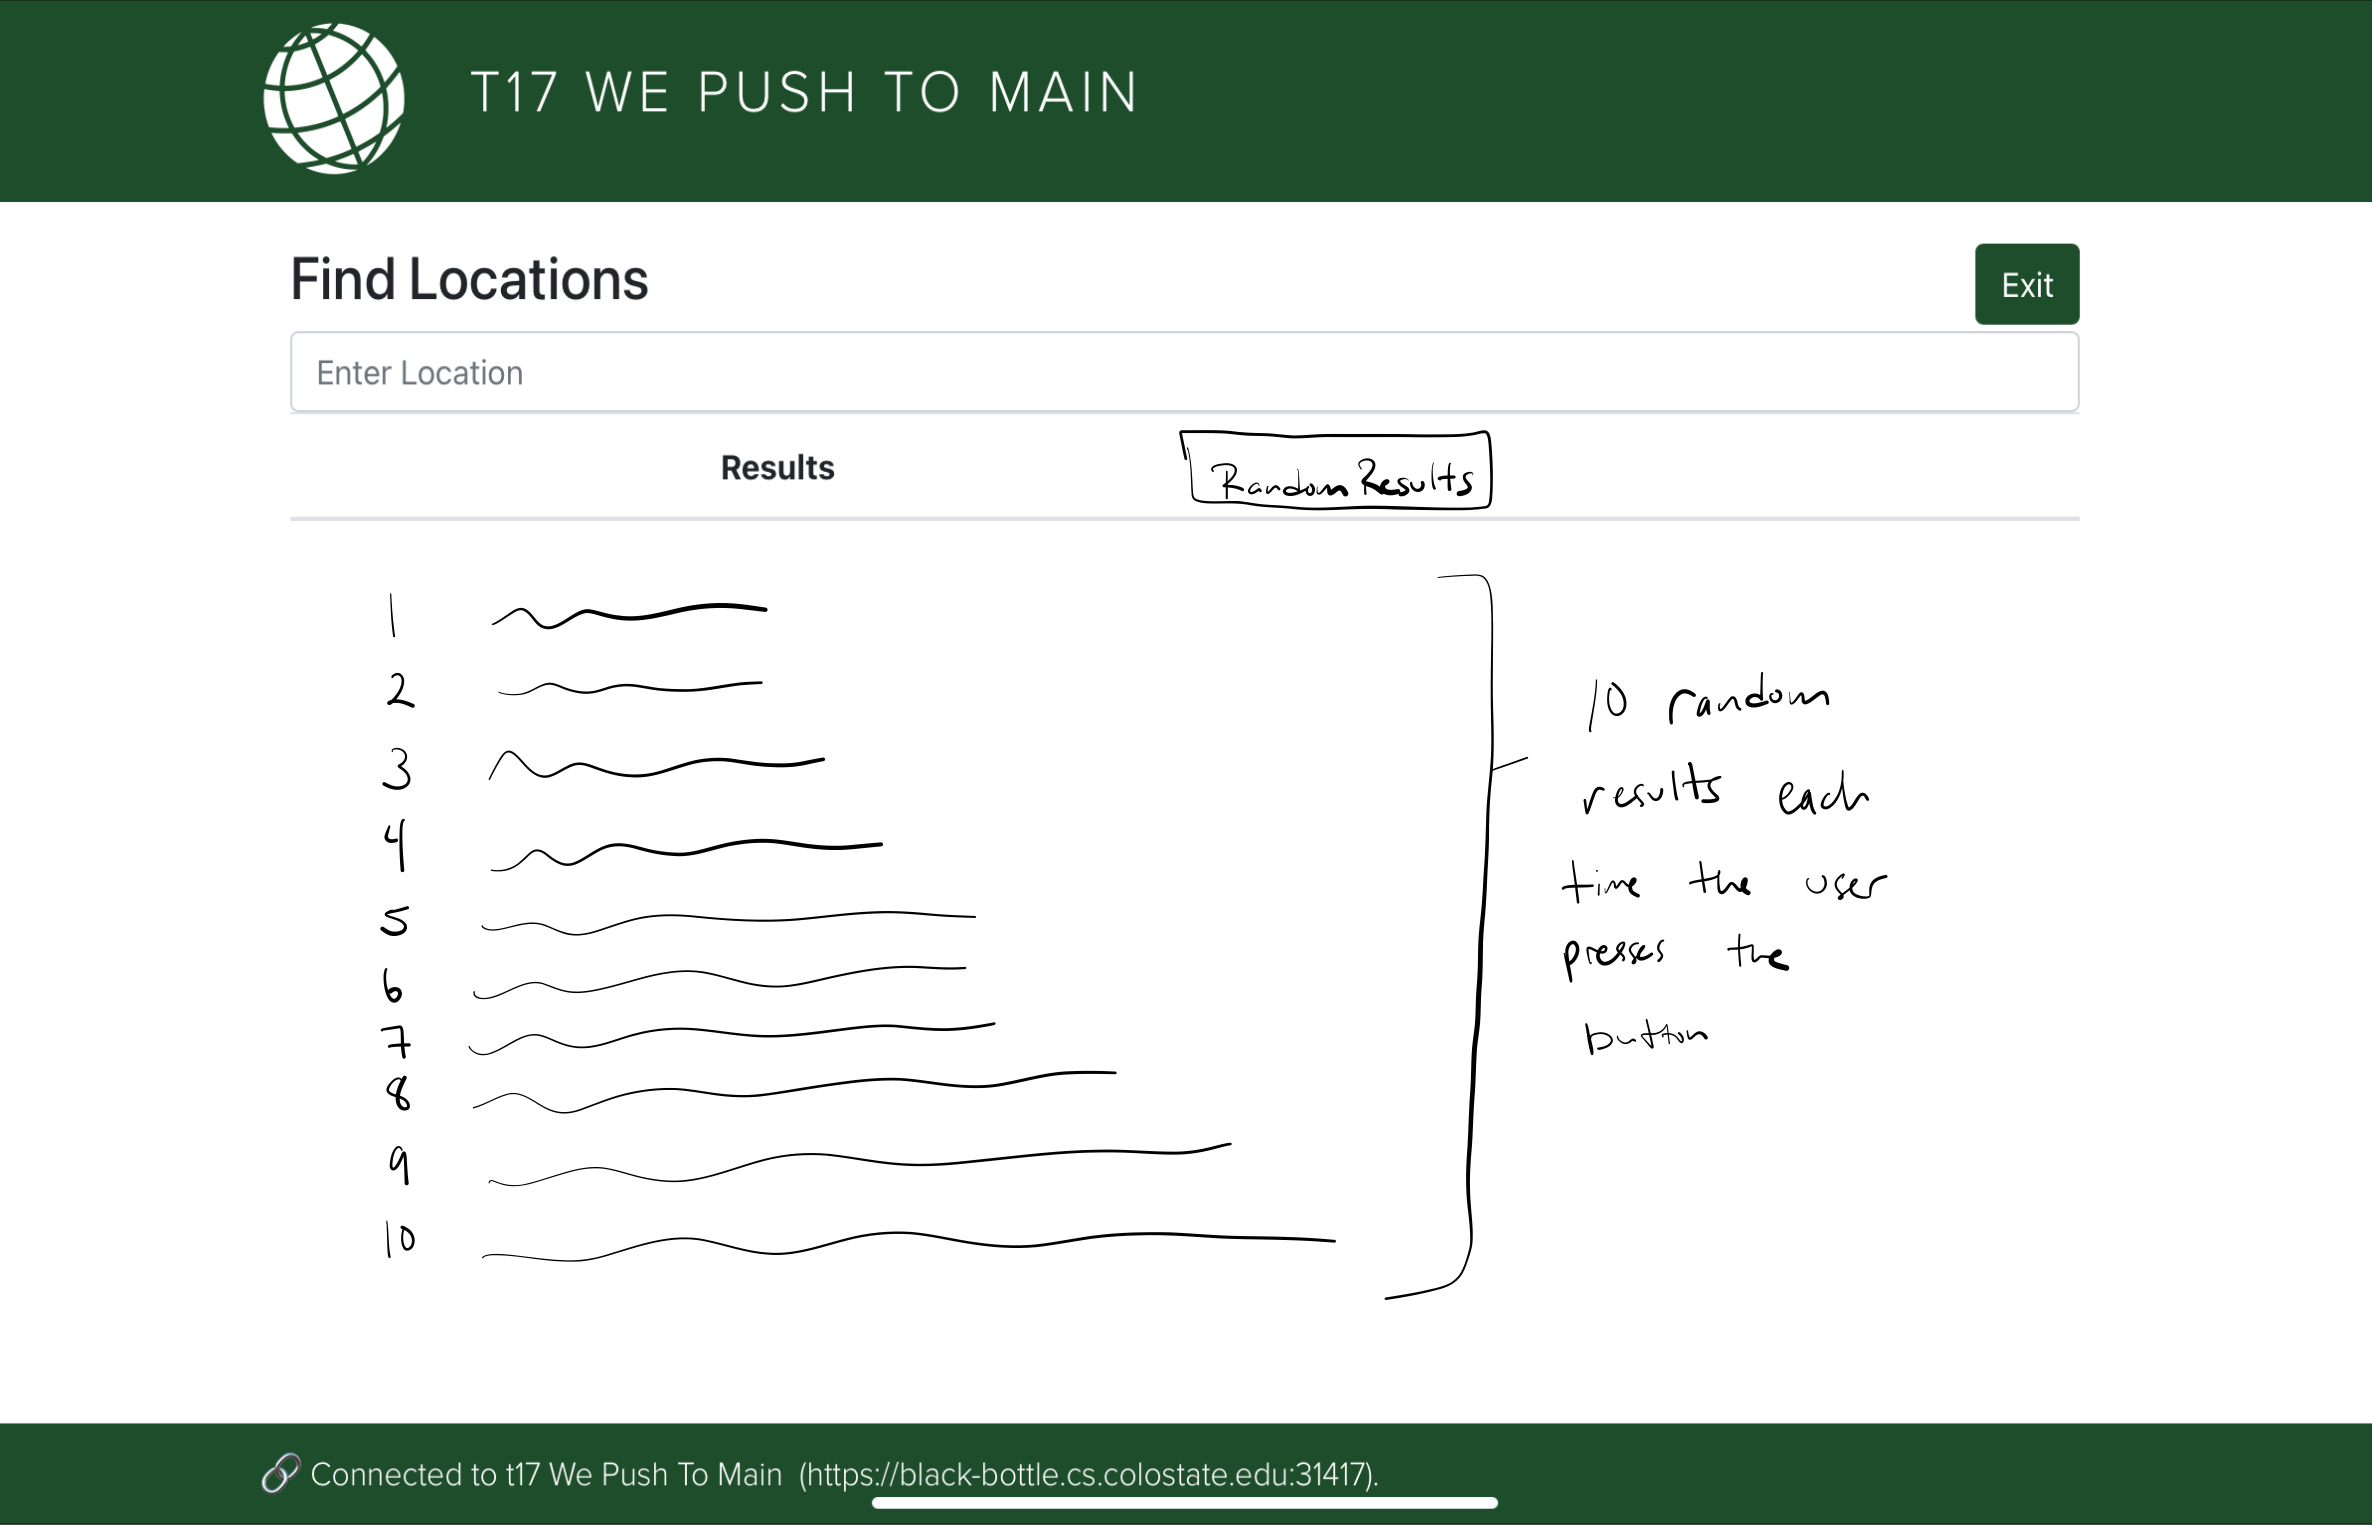 T17 WE PUSH TO MAIN
Find Locations
Exit
Enter Location
Results
Random Results
1
2
3
4
5
6
7
8
9
10
10 random
results each
time the user
presses the
button
Connected to t17 We Push To Main (https://black-bottle.cs.colostate.edu:31417).